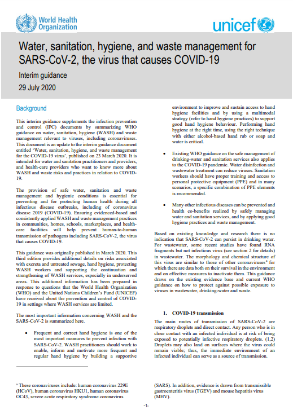 World Health
Organization
unicef
Water, sanitation, hygiene, and waste management for
SARS-CoV-2, the virus that causes COVID-19
Interim guidance
29 July 2020
Background
This interim guidance supplements the infection prevention
and control (IPC) documents by summarizing WHO
guidance on water, sanitation, hygiene (WASH) and waste
management relevant to viruses, including coronaviruses.
This document is an update to the interim guidance document
entitled "Water, sanitation, hygiene, and waste management
for the COVID-19 virus", published on 23 March 2020. It is
intended for water and sanitation practitioners and providers,
and health-care providers who want to know more about
WASH and waste risks and practices in relation to COVID-
19.
The provision of safe water, sanitation and waste
management and hygienic conditions is essential for
preventing and for protecting human health during all
infectious disease outbreaks, including of coronavirus
disease 2019 (COVID-19). Ensuring evidence-based and
consistently applied WASH and waste management practices
in communities, homes, schools, marketplaces, and health-
care facilities will help prevent human-to-human
transmission of pathogens including SARS-CoV-2, the virus
that causes COVID-19.
This guidance was originally published in March 2020. This
third edition provides additional details on risks associated
with excreta and untreated sewage, hand hygiene, protecting
WASH workers and supporting the continuation and
strengthening of WASH services, especially in underserved
areas. This additional information has been prepared in
response to questions that the World Health Organization
(WHO) and the United Nations Children's Fund (UNICEF)
have received about the prevention and control of COVID-
19 in settings where WASH services are limited.
The most important information concerning WASH and the
SARS-CoV-2 is summarized here.
• Frequent and correct hand hygiene is one of the
most important measures to prevent infection with
SARS-CoV-2. WASH practitioners should work to
enable sustained and more frequent and
regular hand hygiene by building a supportive
environment to improve and sustain access to hand
hygiene facilities and by using a multimodal
strategy to support
good hand hygiene behaviour. Performing hand
hygiene at the right time, using the right technique
with either alcohol-based hand rub or soap and
water is critical.
• Existing WHO guidance on the safe management of
drinking-water and sanitation services also applies
to the COVID-19 pandemic. Water disinfection and
wastewater treatment can reduce viruses. Sanitation
workers should have proper training and access to
personal protective equipment (PPE) and in many
scenarios, a specific combination of PPE elements
is recommended.
• Many other infectious diseases can be prevented and
health co-benefits realized by safely managing
water and sanitation services, and by applying good
hygiene practices and services.
Based on existing knowledge and research there is no
indication that SARS-CoV-2 can persist in drinking water.
For wastewater, some recent studies have found RNA
fragments but not infectious virus
in wastewater. The morphology and chemical structure of
this virus are similar to those of other coronaviruses for
which there are data both on their survival in the environment
and on effective measures to inactivate them. This guidance
draws on the existing evidence base and current WHO
guidance on how to protect against possible exposure to
viruses in wastewater, drinking water and waste.
1. COVID-19 transmission
The main routes of transmission of SARS-CoV-2 are
respiratory droplets and direct contact. Any person who is in
close contact with an infected individual is at risk of being
exposed to potentially infective respiratory droplets. (1,2)
Droplets may also land on surfaces where the virus could
remain viable; thus, the immediate environment of an
infected individual can serve as a source of transmission.
These coronaviruses include, human coronavirus 229E
(HCoV), human coronavirus HKU1, human coronavirus
OC43, severe acute respiratory syndrome coronavirus
(SARS). In addition, evidence is drawn from transmissible
gastroenteritis virus (TGEV) and mouse hepatitis virus
(MHV).
-1-